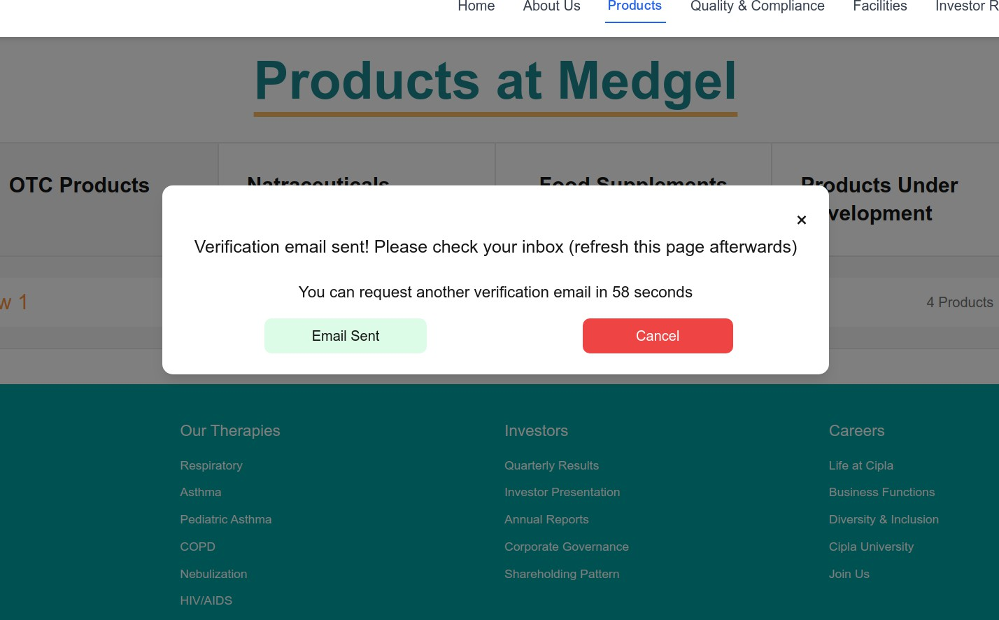 Home About Us Products Quality & Compliance Facilities Investor R
Products at Medgel
OTC Products Natraceuticals Food Supplements Products Under
velopment
×
Verification email sent! Please check your inbox (refresh this page afterwards)
You can request another verification email in 58 seconds
w 1 4 Products
Email Sent Cancel
Our Therapies Investors Careers
Respiratory Quarterly Results Life at Cipla
Asthma Investor Presentation Business Functions
Pediatric Asthma Annual Reports Diversity & Inclusion
COPD Corporate Governance Cipla University
Nebulization Shareholding Pattern Join Us
HIV/AIDS